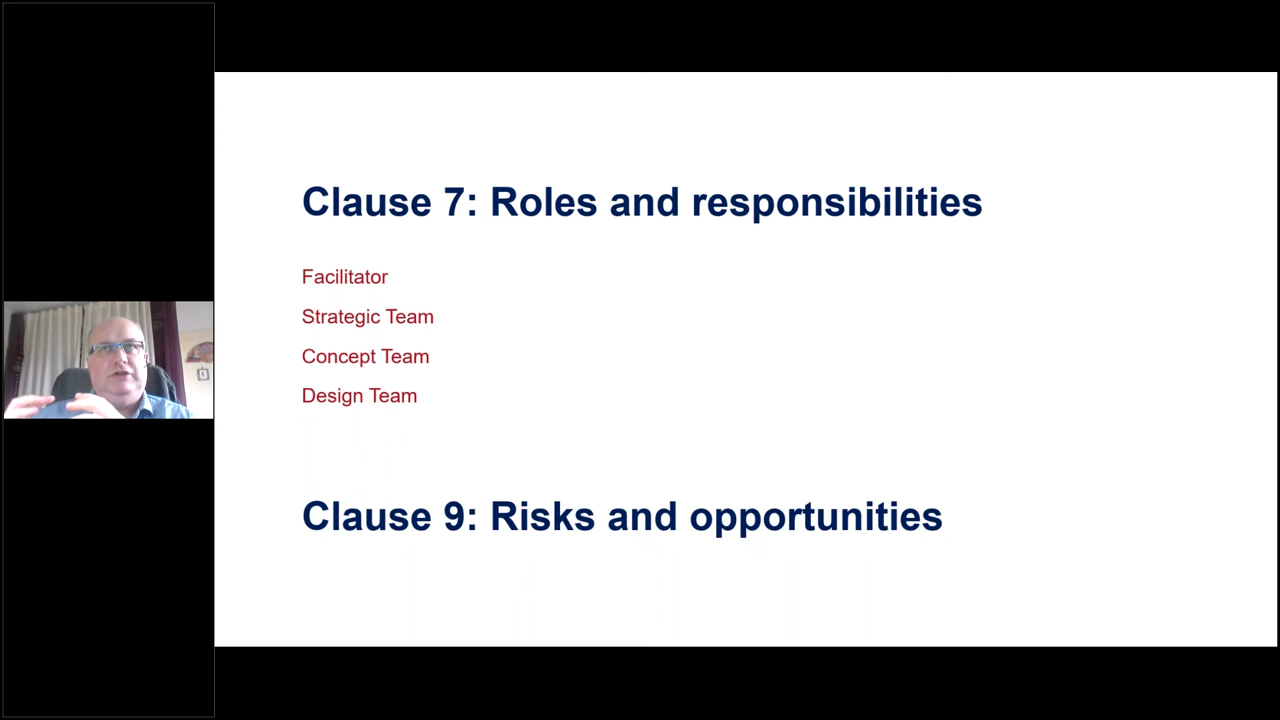 Clause 7: Roles and responsibilities
Facilitator
Strategic Team
Concept Team
Design Team
Clause 9: Risks and opportunities